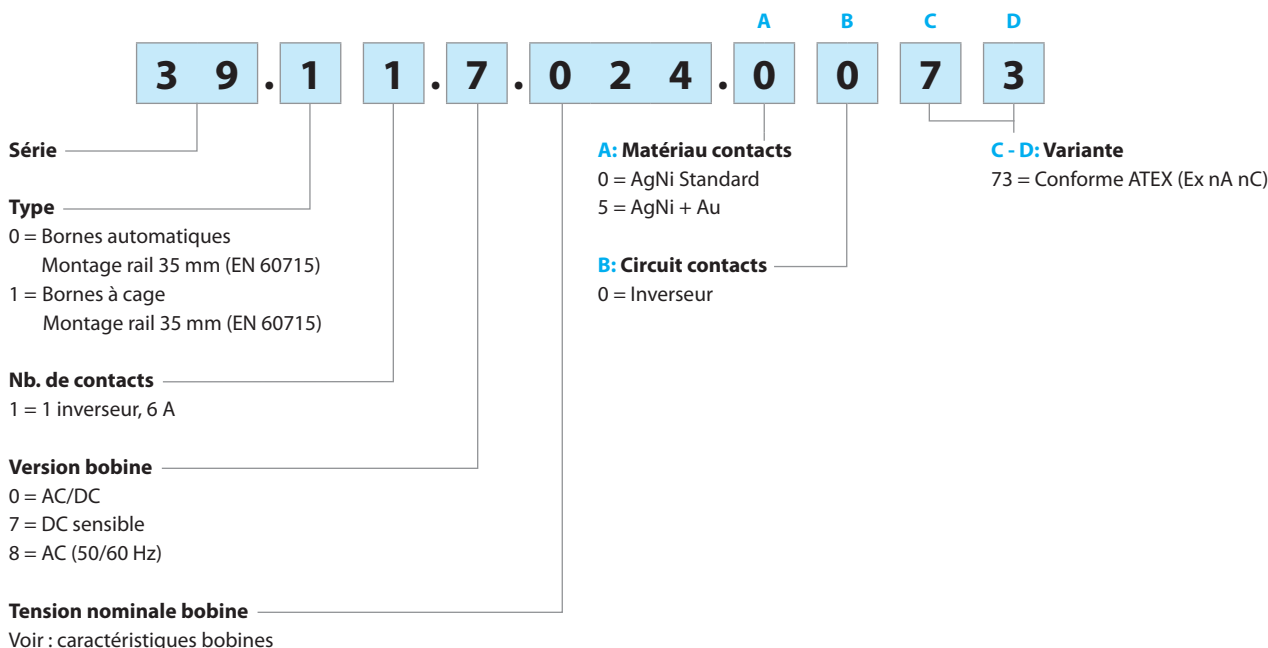 A B C D
3 9 . 1 1 . 7 . 0 2 4 . 0 0 7 3
Série
Type
0 = Bornes automatiques
Montage rail 35 mm (EN 60715)
1 = Bornes à cage
Montage rail 35 mm (EN 60715)
Nb. de contacts
1 = 1 inverseur, 6 A
Version bobine
0 = AC/DC
7 = DC sensible
8 = AC (50/60 Hz)
Tension nominale bobine
Voir : caractéristiques bobines
A: Matériau contacts
0 = AgNi Standard
5 = AgNi + Au
B: Circuit contacts
0 = Inverseur
C - D: Variante
73 = Conforme ATEX (Ex nA nC)